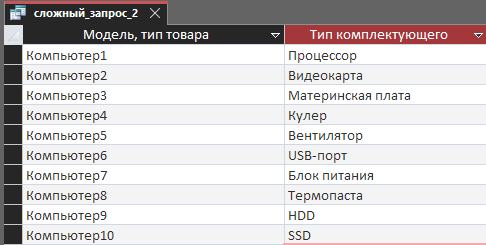 сложный_запрос_2
Модель, тип товара Тип комплектующего
Компьютер1 Процессор
Компьютер2 Видеокарта
Компьютер3 Материнская плата
Компьютер4 Кулер
Компьютер5 Вентилятор
Компьютер6 USB-порт
Компьютер7 Блок питания
Компьютер8 Термопаста
Компьютер9 HDD
Компьютер10 SSD